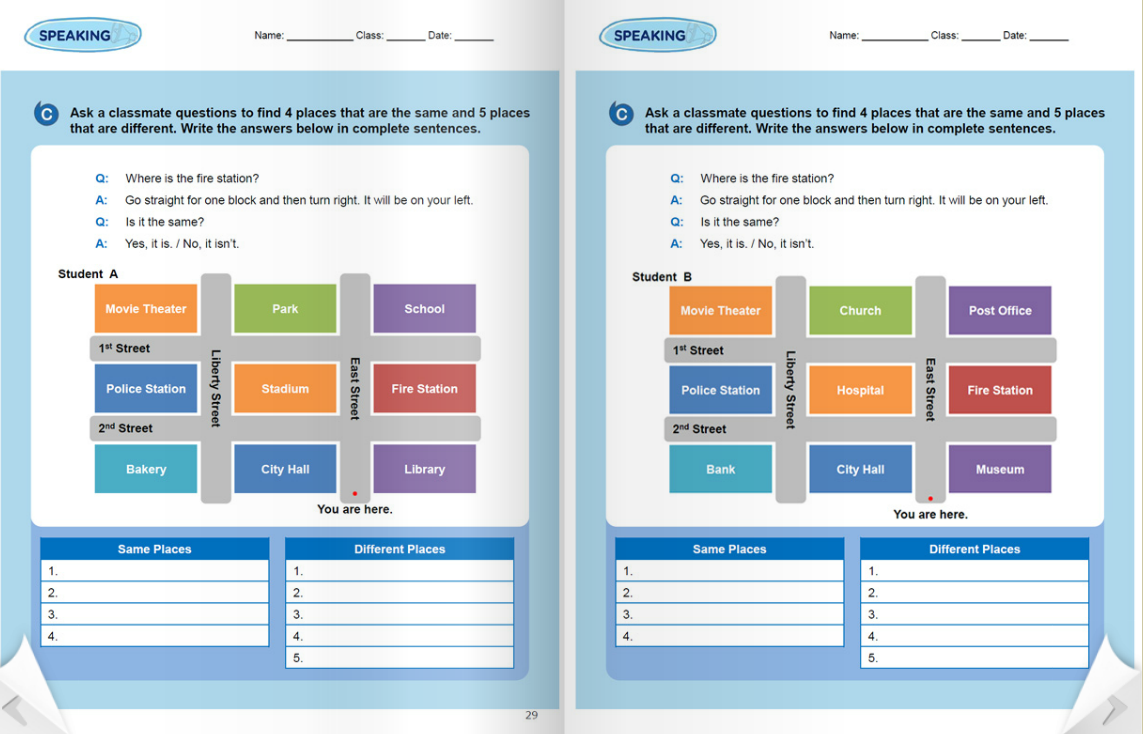 SPEAKING
Name: __________ Class: ______ Date: ______
C
Ask a classmate questions to find 4 places that are the same and 5 places
that are different. Write the answers below in complete sentences.
Q: Where is the fire station?
A: Go straight for one block and then turn right. It will be on your left.
Q: Is it the same?
A: Yes, it is. / No, it isn't.
Student A
Movie Theater Park School
1st Street
Liberty Street
East Street
Police Station Stadium Fire Station
2nd Street
Bakery City Hall Library
You are here.
Same Places
1.
2.
3.
4.
Different Places
1.
2.
3.
4.
5.
29
SPEAKING
Name: __________ Class: ______ Date: ______
C
Ask a classmate questions to find 4 places that are the same and 5 places
that are different. Write the answers below in complete sentences.
Q: Where is the fire station?
A: Go straight for one block and then turn right. It will be on your left.
Q: Is it the same?
A: Yes, it is. / No, it isn't.
Student B
Movie Theater Church Post Office
1st Street
Liberty Street
East Street
Police Station Hospital Fire Station
2nd Street
Bank City Hall Museum
You are here.
Same Places
1.
2.
3.
4.
Different Places
1.
2.
3.
4.
5.